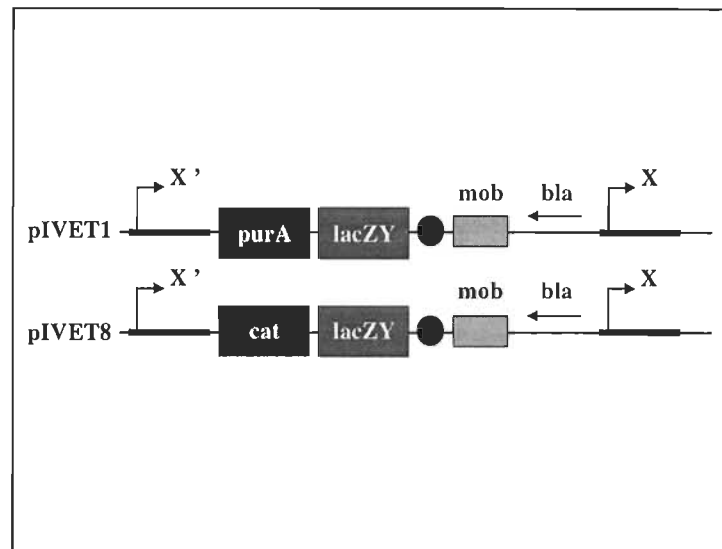 X '
X
mob
bla
pIVET1
purA
lacZY
X '
X
mob
bla
pIVET8
cat
lacZY